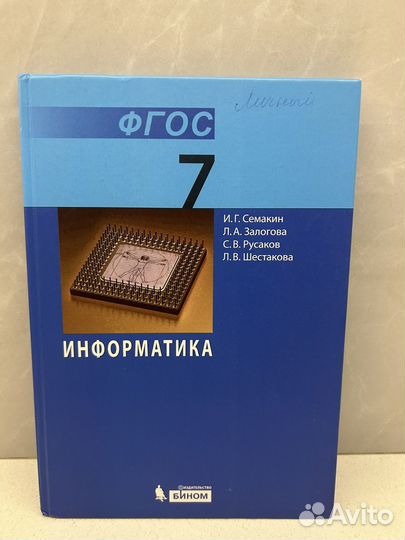 Личный
ФГОС
7
И. Г. Семакин
Л. А. Залогова
С. В. Русаков
Л. В. Шестакова
ИНФОРМАТИКА
ИЗДАТЕЛЬСТВО
БИНОМ
Avito